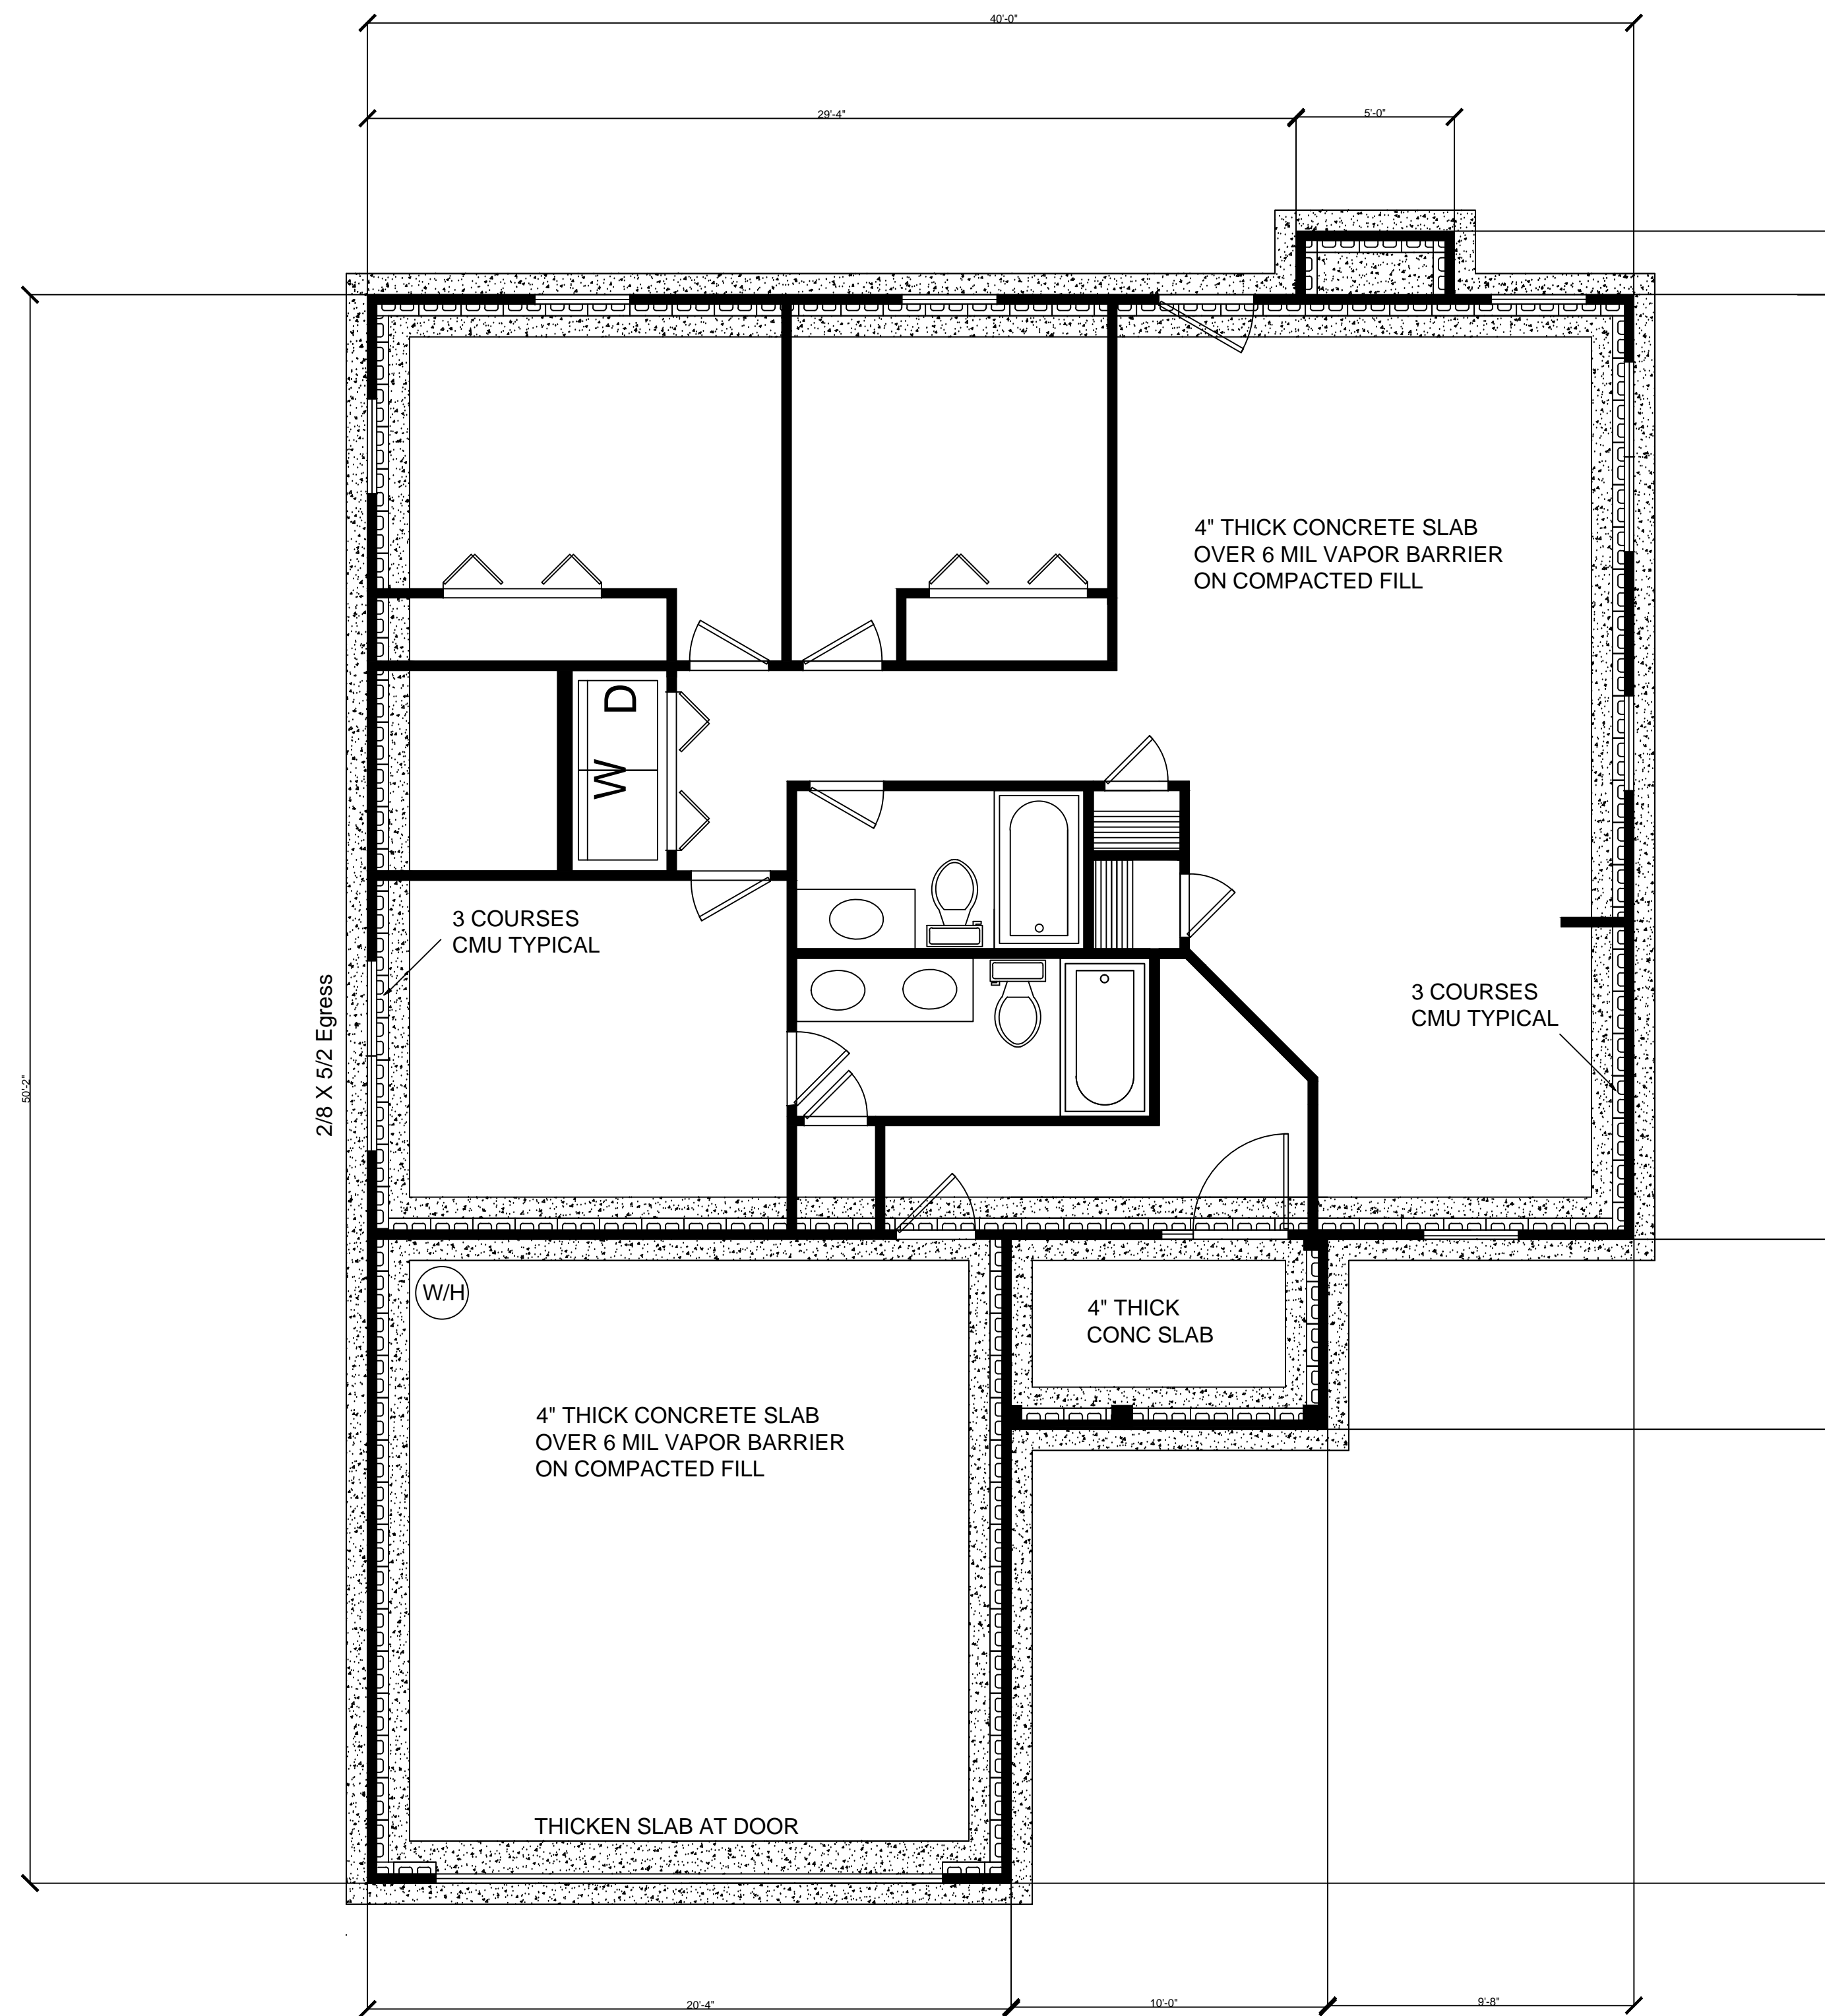 40'-0"
29'-4"
5'-0"
4" THICK CONCRETE SLAB
OVER 6 MIL VAPOR BARRIER
ON COMPACTED FILL
D
W
3 COURSES
CMU TYPICAL
2/8 X 5/2 Egress
3 COURSES
CMU TYPICAL
50'-2"
W/H
4" THICK
CONC SLAB
4" THICK CONCRETE SLAB
OVER 6 MIL VAPOR BARRIER
ON COMPACTED FILL
THICKEN SLAB AT DOOR
20'-4"
10'-0"
9'-8"